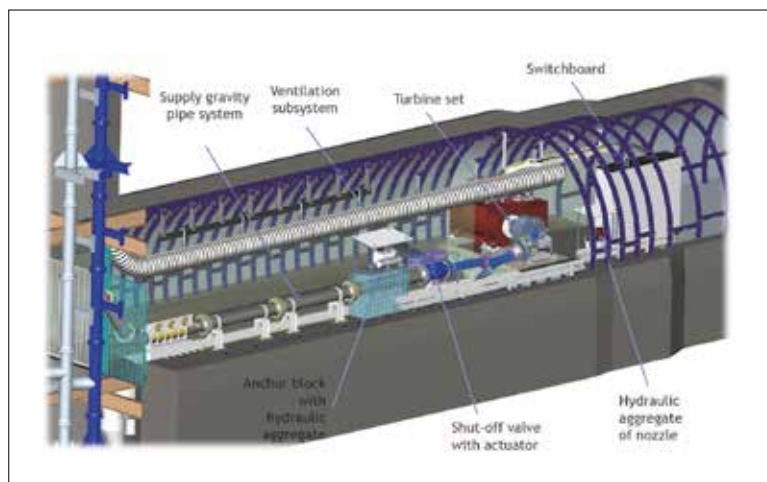 Switchboard
Ventilation
subsystem
Supply gravity
pipe system
Turbine set
Anchor block
with
hydraulic
aggregate
Shut-off valve
with actuator
Hydraulic
aggregate
of nozzle